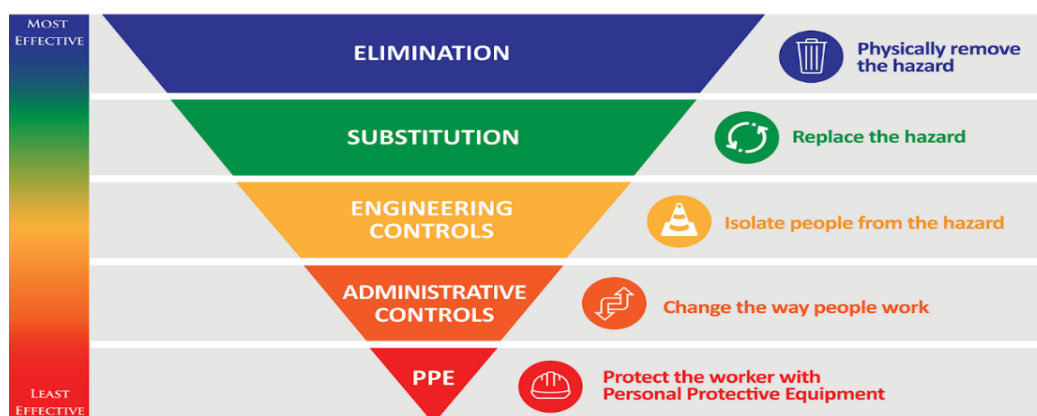 MOST
EFFECTIVE
ELIMINATION
Physically remove
the hazard
SUBSTITUTION
Replace the hazard
ENGINEERING
CONTROLS
Isolate people from the hazard
ADMINISTRATIVE
CONTROLS
Change the way people work
PPE
Protect the worker with
Personal Protective Equipment
LEAST
EFFECTIVE